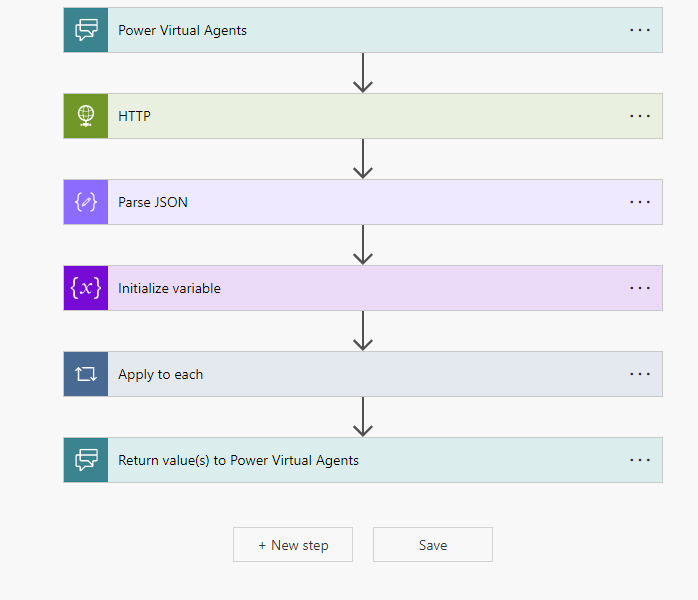 Power Virtual Agents
HTTP
Parse JSON
{x} Initialize variable
Apply to each
Return value(s) to Power Virtual Agents
+ New step
Save